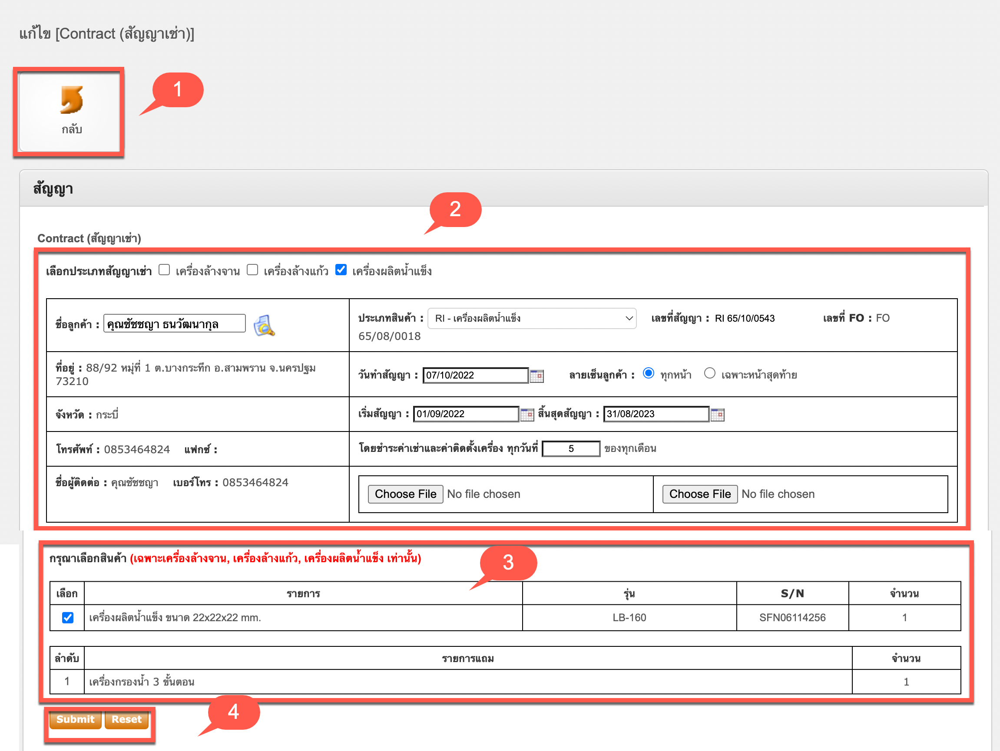 แก้ไข [Contract (สัญญาเช่า)]
1
กลับ
สัญญา
2
Contract (สัญญาเช่า)
เลือกประเภทสัญญาเช่า เครื่องล้างจาน เครื่องล้างแก้ว เครื่องผลิตน้ำแข็ง
ชื่อลูกค้า : คุณชัชชญา ธนวัฒนากุล
ประเภทสินค้า : RI - เครื่องผลิตน้ำแข็ง เลขที่สัญญา : RI 65/10/0543 เลขที่ FO : FO
65/08/0018
ที่อยู่ : 88/92 หมุ่ที่ 1 ต.บางกระทึก อ.สามพราน จ.นครปฐม
73210
วันทำสัญญา : 07/10/2022 ลายเซ็นลูกค้า : ทุกหน้า เฉพาะหน้าสุดท้าย
จังหวัด : กระบี่
เริ่มสัญญา : 01/09/2022 สิ้นสุดสัญญา : 31/08/2023
โทรศัพท์ : 0853464824 แฟกซ์ :
โดยชำระค่าเช่าและค่าติดตั้งเครื่อง ทุกวันที่ 5 ของทุกเดือน
ชื่อผู้ติดต่อ : คุณชัชชญา เบอร์โทร : 0853464824
Choose File No file chosen Choose File No file chosen
กรุณาเลือกสินค้า (เฉพาะเครื่องล้างจาน, เครื่องล้างแก้ว, เครื่องผลิตน้ำแข็ง เท่านั้น)
3
เลือก รายการ รุ่น S/N จำนวน
เครื่องผลิตน้ำแข็ง ขนาด 22x22x22 mm. LB-160 SFN06114256 1
ลำดับ รายการแถม จำนวน
1 เครื่องกรองน้ำ 3 ขั้นตอน 1
4
Submit Reset